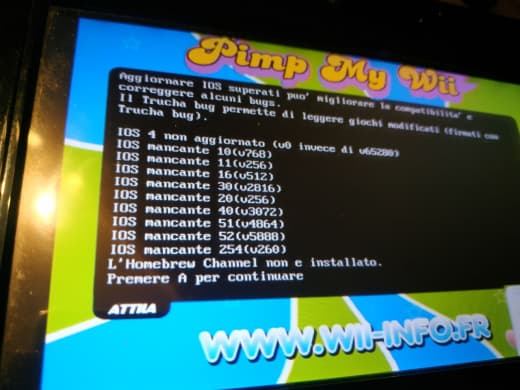 Pimp My Wii
Aggiornare IOS superati puo' migliorare la compatibilita' e
correggere alcuni bugs.
Il Trucha bug permette di leggere giochi modificati (firmati con
Trucha bug).
IOS 4 non aggiornato (v0 invece di v65280)
IOS mancante 10(v768)
IOS mancante 11(v256)
IOS mancante 16(v512)
IOS mancante 30(v2816)
IOS mancante 20(v256)
IOS mancante 40(v3072)
IOS mancante 51(v4864)
IOS mancante 52(v5888)
IOS mancante 254(v260)
L'Homebrew Channel non e installato.
Premere A per continuare
ATTILA
WWW.WII-INFO.FR